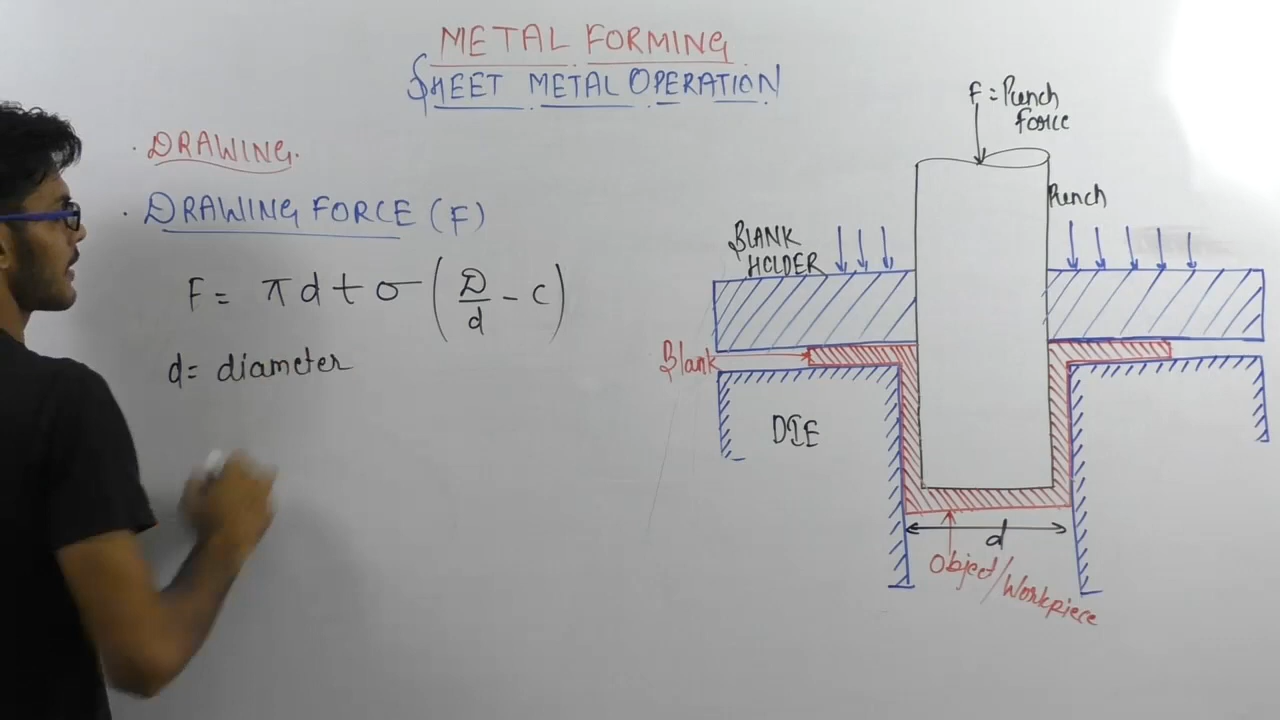 METAL FORMING
SHEET METAL OPERATION
· DRAWING.
· DRAWING FORCE (F)
F = πdtσ(D/d - C)
d = diameter
F = Punch
force
Punch
BLANK
HOLDER
Blank
DIE
d
Object/Workpiece